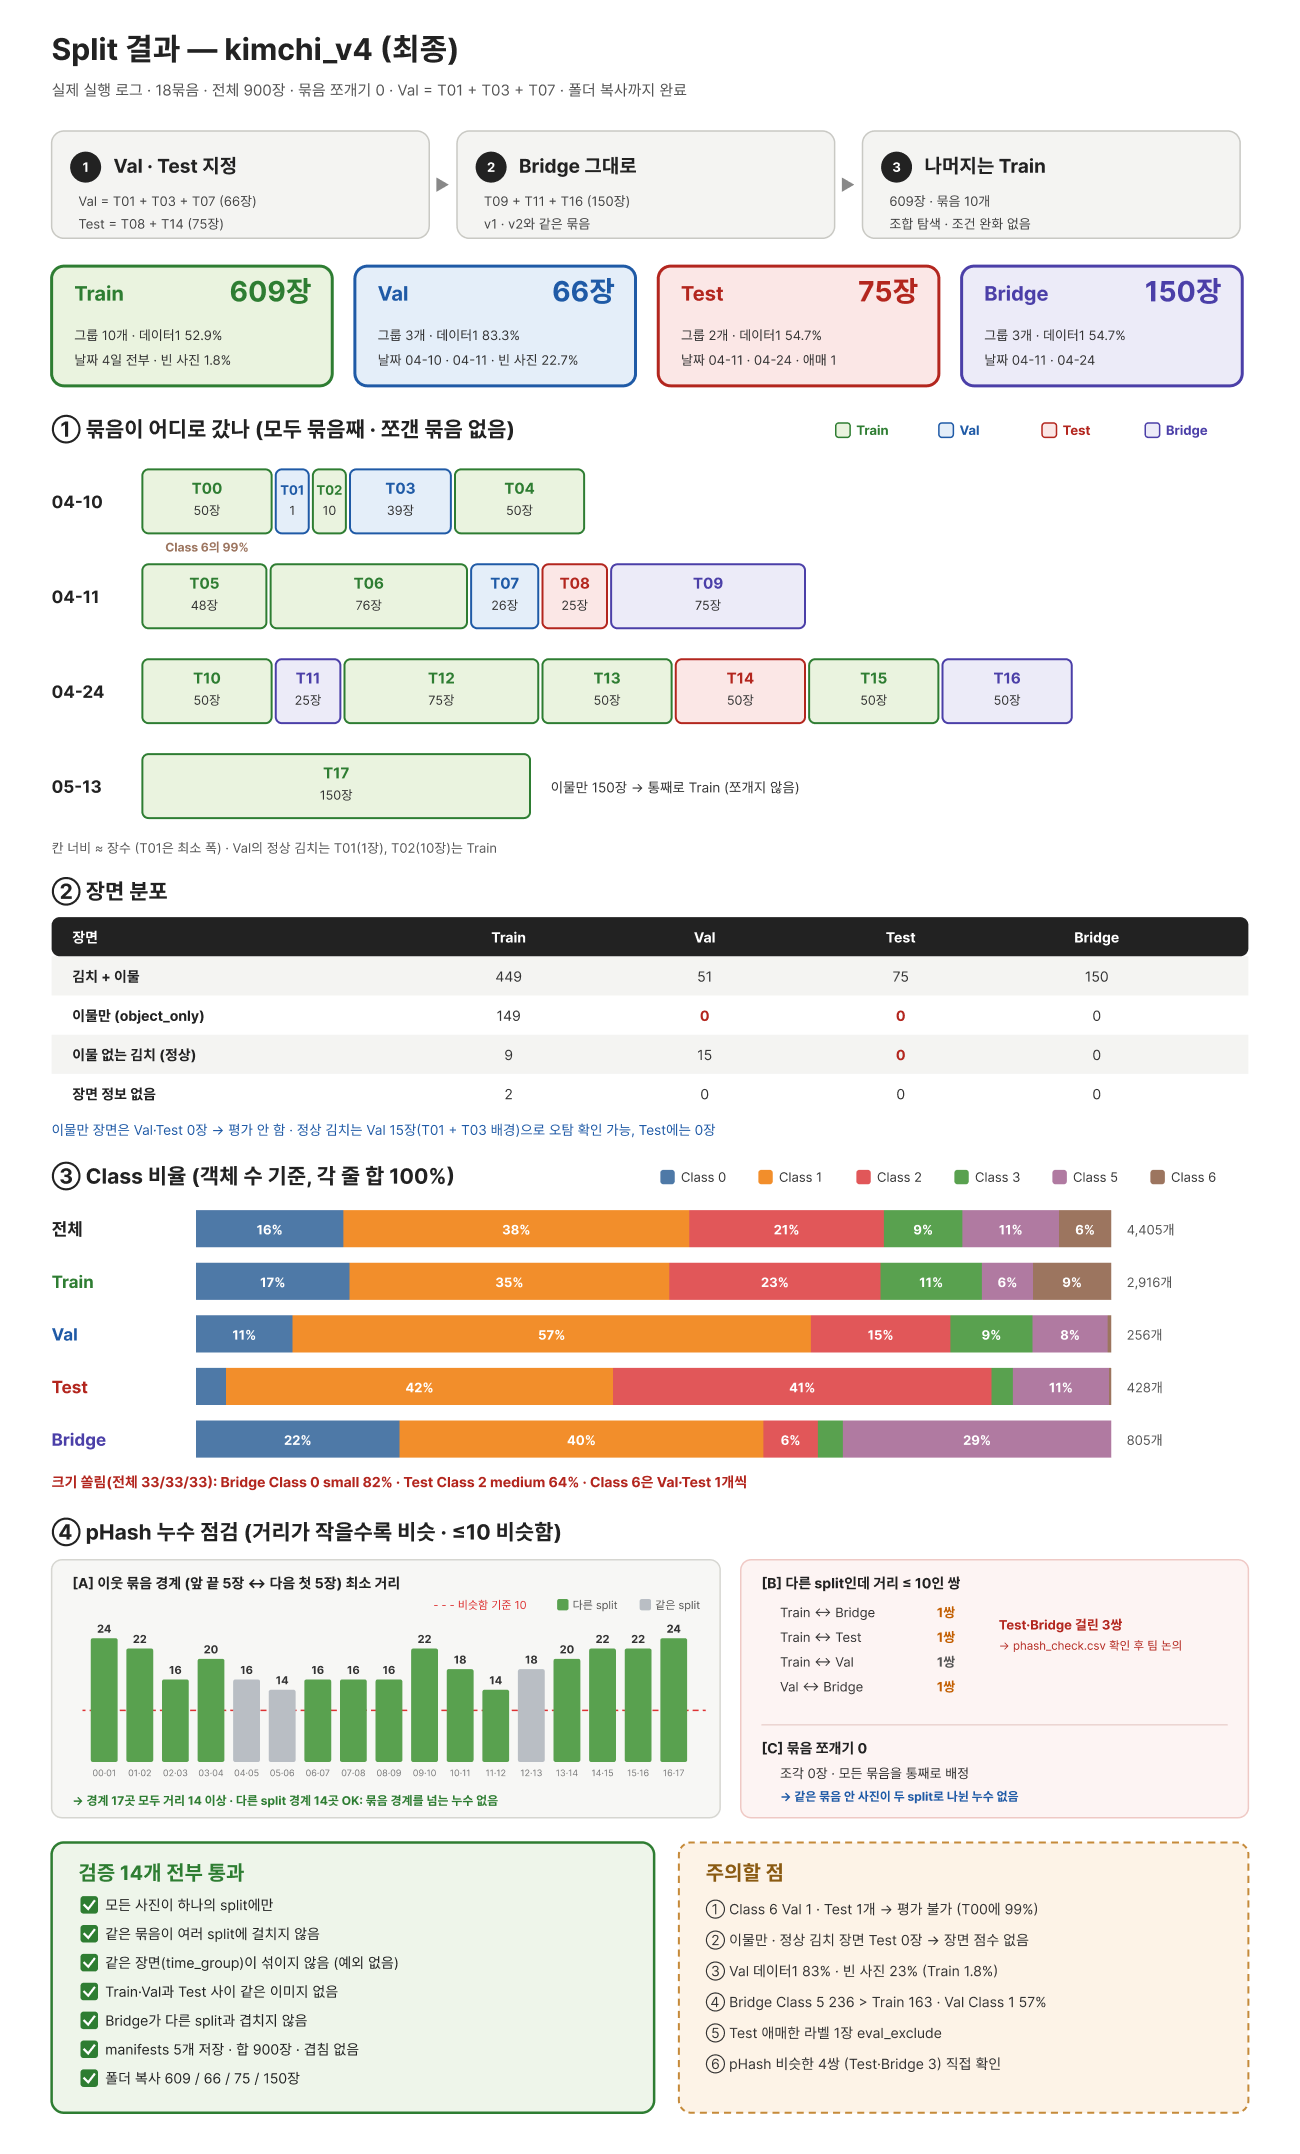 Split 결과 — kimchi_v4 (최종)
실제 실행 로그 · 18묶음 · 전체 900장 · 묶음 쪼개기 0 · Val = T01 + T03 + T07 · 폴더 복사까지 완료
1 Val · Test 지정
Val = T01 + T03 + T07 (66장)
Test = T08 + T14 (75장)
▶
2 Bridge 그대로
T09 + T11 + T16 (150장)
v1 · v2와 같은 묶음
▶
3 나머지는 Train
609장 · 묶음 10개
조합 탐색 · 조건 완화 없음
Train 609장
그룹 10개 · 데이터1 52.9%
날짜 4일 전부 · 빈 사진 1.8%
Val 66장
그룹 3개 · 데이터1 83.3%
날짜 04-10 · 04-11 · 빈 사진 22.7%
Test 75장
그룹 2개 · 데이터1 54.7%
날짜 04-11 · 04-24 · 애매 1
Bridge 150장
그룹 3개 · 데이터1 54.7%
날짜 04-11 · 04-24
① 묶음이 어디로 갔나 (모두 묶음째 · 쪼갠 묶음 없음)
Train Val Test Bridge
04-10
T00 T01 T02 T03 T04
50장 1 10 39장 50장
Class 6의 99%
04-11
T05 T06 T07 T08 T09
48장 76장 26장 25장 75장
04-24
T10 T11 T12 T13 T14 T15 T16
50장 25장 75장 50장 50장 50장 50장
05-13
T17
150장
이물만 150장 → 통째로 Train (쪼개지 않음)
칸 너비 ≈ 장수 (T01은 최소 폭) · Val의 정상 김치는 T01(1장), T02(10장)는 Train
② 장면 분포
장면 Train Val Test Bridge
김치 + 이물 449 51 75 150
이물만 (object_only) 149 0 0 0
이물 없는 김치 (정상) 9 15 0 0
장면 정보 없음 2 0 0 0
이물만 장면은 Val·Test 0장 → 평가 안 함 · 정상 김치는 Val 15장(T01 + T03 배경)으로 오탐 확인 가능, Test에는 0장
③ Class 비율 (객체 수 기준, 각 줄 합 100%)
Class 0 Class 1 Class 2 Class 3 Class 5 Class 6
전체 16% 38% 21% 9% 11% 6% 4,405개
Train 17% 35% 23% 11% 6% 9% 2,916개
Val 11% 57% 15% 9% 8% 256개
Test 42% 41% 11% 428개
Bridge 22% 40% 6% 29% 805개
크기 쏠림(전체 33/33/33): Bridge Class 0 small 82% · Test Class 2 medium 64% · Class 6은 Val·Test 1개씩
④ pHash 누수 점검 (거리가 작을수록 비슷 · ≤10 비슷함)
[A] 이웃 묶음 경계 (앞 끝 5장 ↔ 다음 첫 5장) 최소 거리
- - - 비슷함 기준 10 다른 split 같은 split
24 22 16 20 16 14 16 16 16 22 18 14 18 20 22 22 24
00-01 01-02 02-03 03-04 04-05 05-06 06-07 07-08 08-09 09-10 10-11 11-12 12-13 13-14 14-15 15-16 16-17
→ 경계 17곳 모두 거리 14 이상 · 다른 split 경계 14곳 OK: 묶음 경계를 넘는 누수 없음
[B] 다른 split인데 거리 ≤ 10인 쌍
Train ↔ Bridge 1쌍
Train ↔ Test 1쌍
Train ↔ Val 1쌍
Val ↔ Bridge 1쌍
Test·Bridge 걸린 3쌍
→ phash_check.csv 확인 후 팀 논의
[C] 묶음 쪼개기 0
조각 0장 · 모든 묶음을 통째로 배정
→ 같은 묶음 안 사진이 두 split로 나뉜 누수 없음
검증 14개 전부 통과
모든 사진이 하나의 split에만
같은 묶음이 여러 split에 걸치지 않음
같은 장면(time_group)이 섞이지 않음 (예외 없음)
Train·Val과 Test 사이 같은 이미지 없음
Bridge가 다른 split과 겹치지 않음
manifests 5개 저장 · 합 900장 · 겹침 없음
폴더 복사 609 / 66 / 75 / 150장
주의할 점
① Class 6 Val 1 · Test 1개 → 평가 불가 (T00에 99%)
② 이물만 · 정상 김치 장면 Test 0장 → 장면 점수 없음
③ Val 데이터1 83% · 빈 사진 23% (Train 1.8%)
④ Bridge Class 5 236 > Train 163 · Val Class 1 57%
⑤ Test 애매한 라벨 1장 eval_exclude
⑥ pHash 비슷한 4쌍 (Test·Bridge 3) 직접 확인